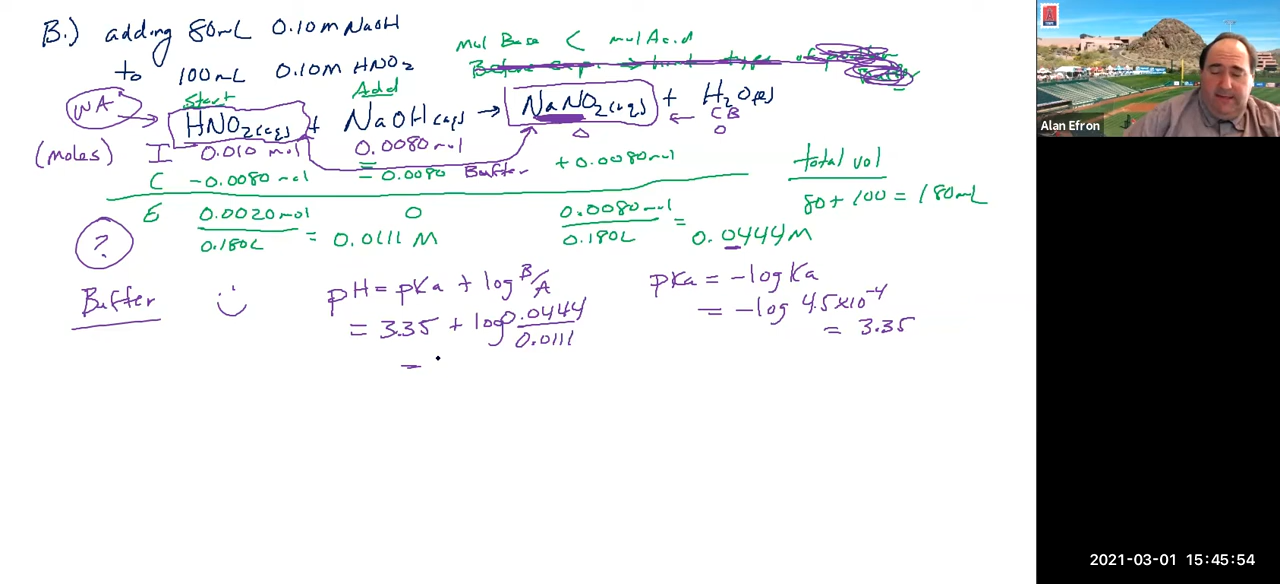 B.) adding 80mL 0.10M NaOH
to 100mL 0.10M HNO2
mol Base < mol Acid
WA
Start
Add
HNO2(aq) + NaOH(aq) → NaNO2(aq) + H2O(l)
← CB
(moles) I 0.010 mol 0.0080 mol 0
Buffer
C -0.0080 mol = 0.0080 +0.0080 mol
E 0.0020 mol 0 0.0080 mol
0.180L = 0.0111 M 0.180L = 0.0444 M
total vol
80 + 100 = 180mL
?
Buffer
pH = pKa + log B/A
= 3.35 + log 0.0444
0.0111
=
pKa = -log Ka
= -log 4.5x10-4
= 3.35
Alan Efron
2021-03-01 15:45:54